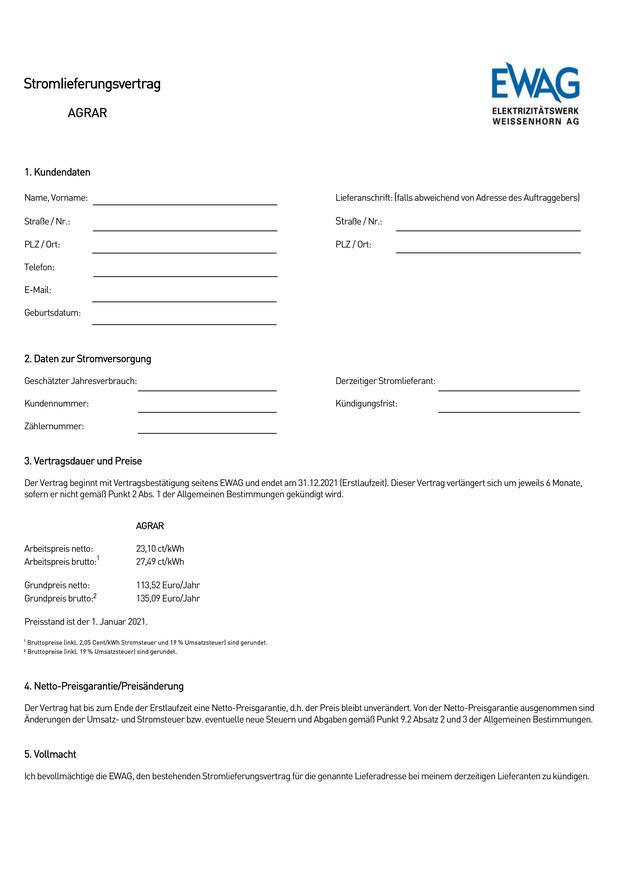 Stromlieferungsvertrag
AGRAR
EWAG
ELEKTRIZITÄTSWERK
WEISSENHORN AG
1. Kundendaten
Name, Vorname:
Straße / Nr.:
PLZ / Ort:
Telefon:
E-Mail:
Geburtsdatum:
Lieferanschrift: (falls abweichend von Adresse des Auftraggebers)
Straße / Nr.:
PLZ / Ort:
2. Daten zur Stromversorgung
Geschätzter Jahresverbrauch:
Kundennummer:
Zählernummer:
Derzeitiger Stromlieferant:
Kündigungsfrist:
3. Vertragsdauer und Preise
Der Vertrag beginnt mit Vertragsbestätigung seitens EWAG und endet am 31.12.2021 (Erstlaufzeit). Dieser Vertrag verlängert sich um jeweils 6 Monate,
sofern er nicht gemäß Punkt 2 Abs. 1 der Allgemeinen Bestimmungen gekündigt wird.
AGRAR
Arbeitspreis netto: 23,10 ct/kWh
Arbeitspreis brutto:¹ 27,49 ct/kWh
Grundpreis netto: 113,52 Euro/Jahr
Grundpreis brutto:² 135,09 Euro/Jahr
Preisstand ist der 1. Januar 2021.
¹ Bruttopreise (inkl. 2,05 Cent/kWh Stromsteuer und 19 % Umsatzsteuer) sind gerundet.
² Bruttopreise (inkl. 19 % Umsatzsteuer) sind gerundet.
4. Netto-Preisgarantie/Preisänderung
Der Vertrag hat bis zum Ende der Erstlaufzeit eine Netto-Preisgarantie, d.h. der Preis bleibt unverändert. Von der Netto-Preisgarantie ausgenommen sind
Änderungen der Umsatz- und Stromsteuer bzw. eventuelle neue Steuern und Abgaben gemäß Punkt 9.2 Absatz 2 und 3 der Allgemeinen Bestimmungen.
5. Vollmacht
Ich bevollmächtige die EWAG, den bestehenden Stromlieferungsvertrag für die genannte Lieferadresse bei meinem derzeitigen Lieferanten zu kündigen.